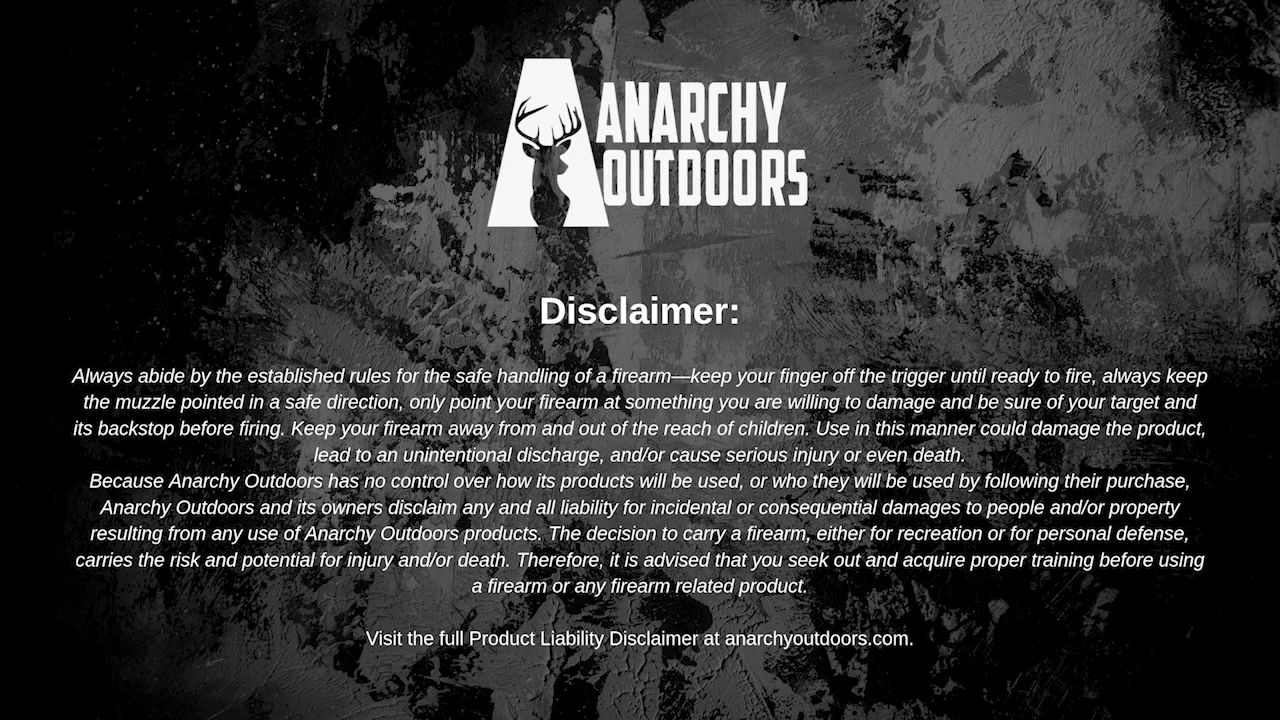 ANARCHY
OUTDOORS
Disclaimer:
Always abide by the established rules for the safe handling of a firearm—keep your finger off the trigger until ready to fire, always keep
the muzzle pointed in a safe direction, only point your firearm at something you are willing to damage and be sure of your target and
its backstop before firing. Keep your firearm away from and out of the reach of children. Use in this manner could damage the product,
lead to an unintentional discharge, and/or cause serious injury or even death.
Because Anarchy Outdoors has no control over how its products will be used, or who they will be used by following their purchase,
Anarchy Outdoors and its owners disclaim any and all liability for incidental or consequential damages to people and/or property
resulting from any use of Anarchy Outdoors products. The decision to carry a firearm, either for recreation or for personal defense,
carries the risk and potential for injury and/or death. Therefore, it is advised that you seek out and acquire proper training before using
a firearm or any firearm related product.
Visit the full Product Liability Disclaimer at anarchyoutdoors.com.